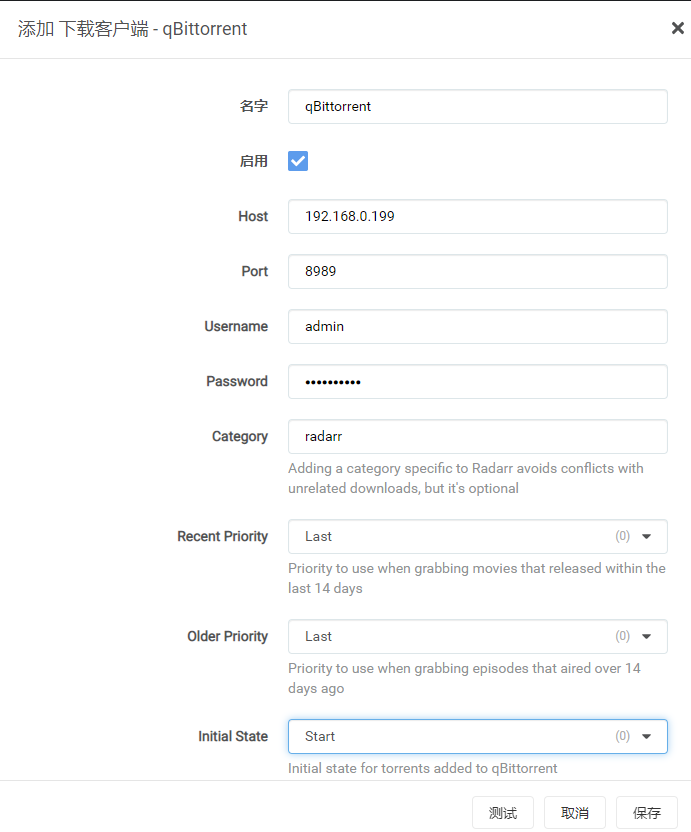 添加 下载客户端 - qBittorrent
名字 qBittorrent
启用
Host 192.168.0.199
Port 8989
Username admin
Password ••••••••••
Category radarr
Adding a category specific to Radarr avoids conflicts with
unrelated downloads, but it's optional
Recent Priority Last (0)
Priority to use when grabbing movies that released within the
last 14 days
Older Priority Last (0)
Priority to use when grabbing episodes that aired over 14
days ago
Initial State Start (0)
Initial state for torrents added to qBittorrent
测试 取消 保存